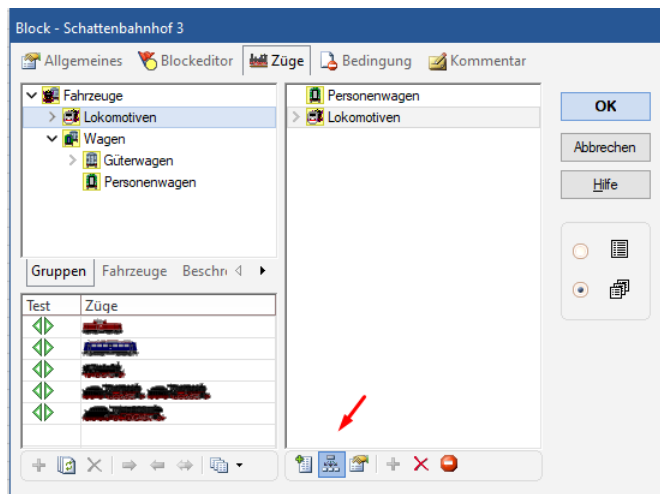 Block - Schattenbahnhof 3
Allgemeines Blockeditor Züge Bedingung Kommentar
Fahrzeuge
Lokomotiven
Wagen
Güterwagen
Personenwagen
Personenwagen
Lokomotiven
OK
Abbrechen
Hilfe
Gruppen Fahrzeuge Beschre
Test Züge